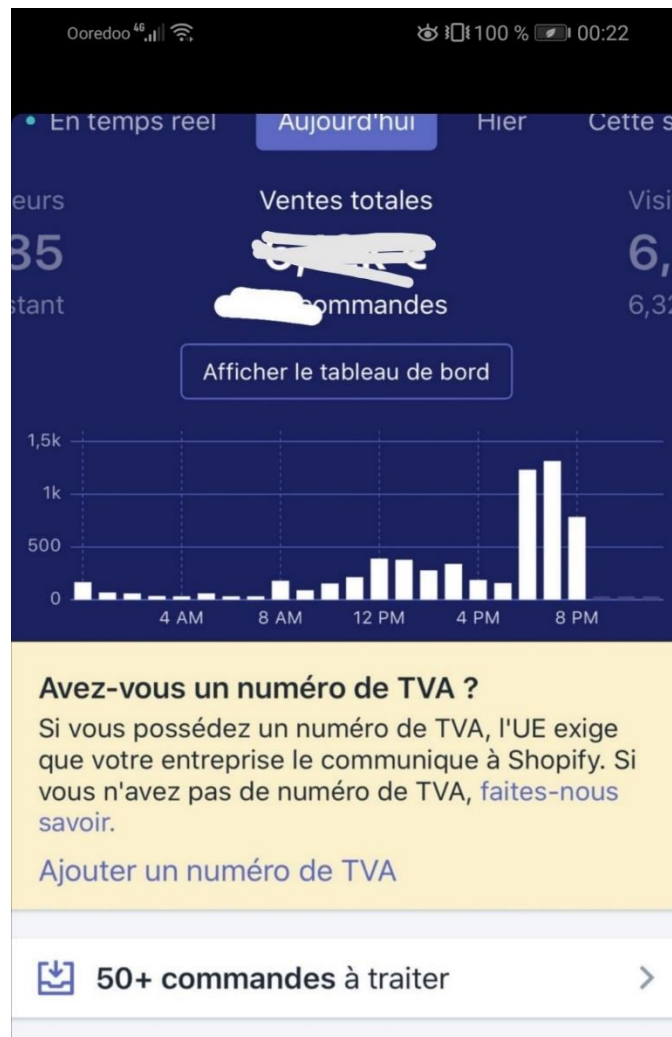 Ooredoo 4G 100 % 00:22
En temps réel Aujourd'hui Hier Cette s
eurs Ventes totales Visi
35 6,
stant commandes 6,32
Afficher le tableau de bord
1,5k
1k
500
0
4 AM 8 AM 12 PM 4 PM 8 PM
Avez-vous un numéro de TVA ?
Si vous possédez un numéro de TVA, l'UE exige
que votre entreprise le communique à Shopify. Si
vous n'avez pas de numéro de TVA, faites-nous
savoir.
Ajouter un numéro de TVA
50+ commandes à traiter